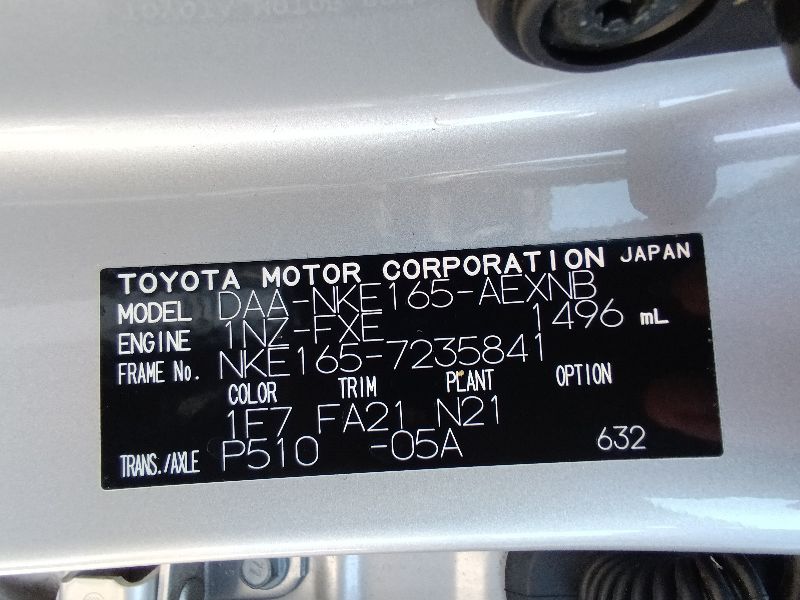 TOYOTA MOTOR CORPORATION JAPAN
MODEL DAA-NKE165-AEXNB
ENGINE 1NZ-FXE 1496 mL
FRAME No. NKE165-7235841
COLOR TRIM PLANT OPTION
1F7 FA21 N21
TRANS./AXLE P510 -05A 632